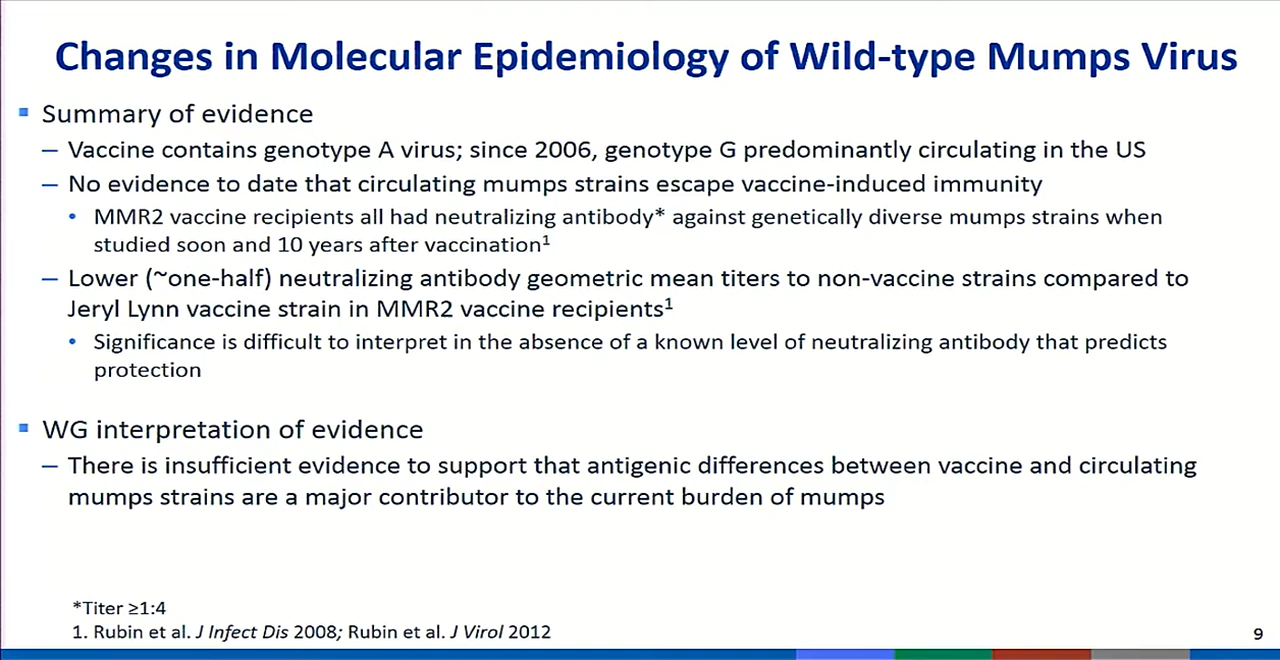 Changes in Molecular Epidemiology of Wild-type Mumps Virus
Summary of evidence
– Vaccine contains genotype A virus; since 2006, genotype G predominantly circulating in the US
– No evidence to date that circulating mumps strains escape vaccine-induced immunity
• MMR2 vaccine recipients all had neutralizing antibody* against genetically diverse mumps strains when
studied soon and 10 years after vaccination¹
– Lower (~one-half) neutralizing antibody geometric mean titers to non-vaccine strains compared to
Jeryl Lynn vaccine strain in MMR2 vaccine recipients¹
• Significance is difficult to interpret in the absence of a known level of neutralizing antibody that predicts
protection
WG interpretation of evidence
– There is insufficient evidence to support that antigenic differences between vaccine and circulating
mumps strains are a major contributor to the current burden of mumps
*Titer ≥1:4
1. Rubin et al. J Infect Dis 2008; Rubin et al. J Virol 2012
9